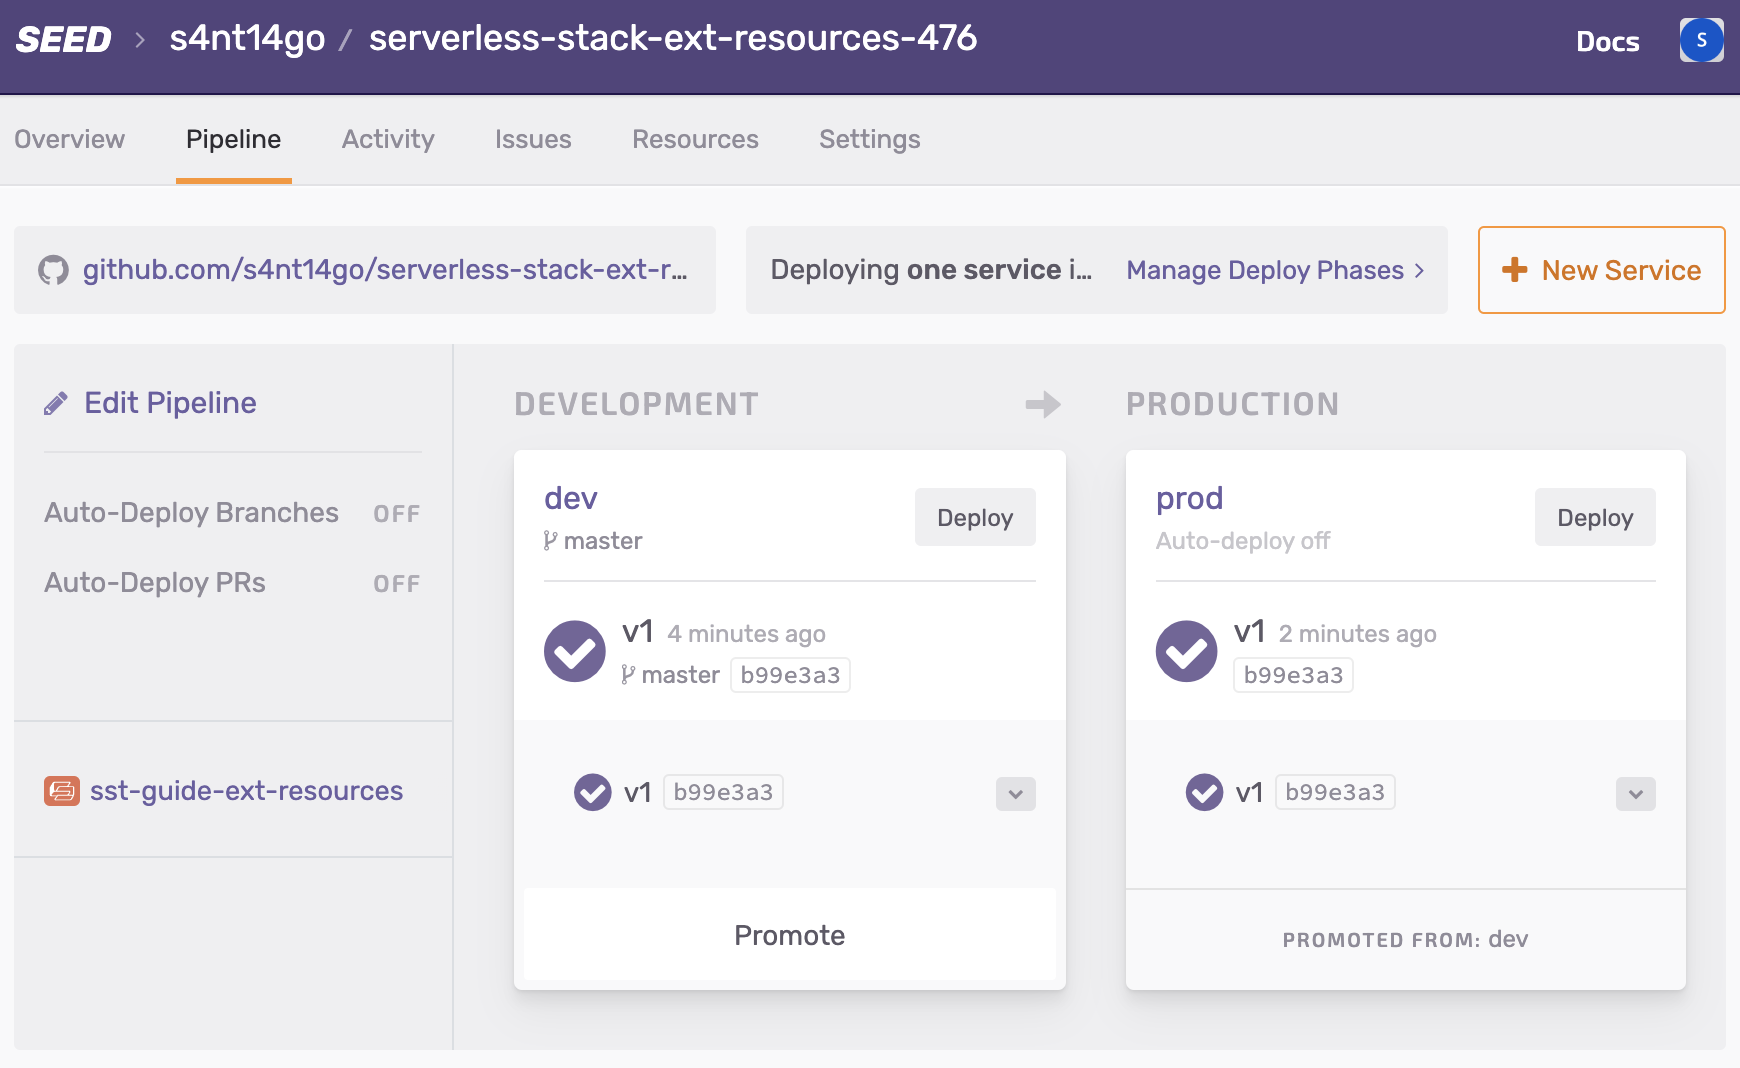 SEED > s4nt14go / serverless-stack-ext-resources-476 Docs S
Overview Pipeline Activity Issues Resources Settings
github.com/s4nt14go/serverless-stack-ext-r...
Deploying one service i... Manage Deploy Phases >
+ New Service
Edit Pipeline
Auto-Deploy Branches OFF
Auto-Deploy PRs OFF
sst-guide-ext-resources
DEVELOPMENT
dev Deploy
master
v1 4 minutes ago
master b99e3a3
v1 b99e3a3
Promote
PRODUCTION
prod Deploy
Auto-deploy off
v1 2 minutes ago
b99e3a3
v1 b99e3a3
PROMOTED FROM: dev